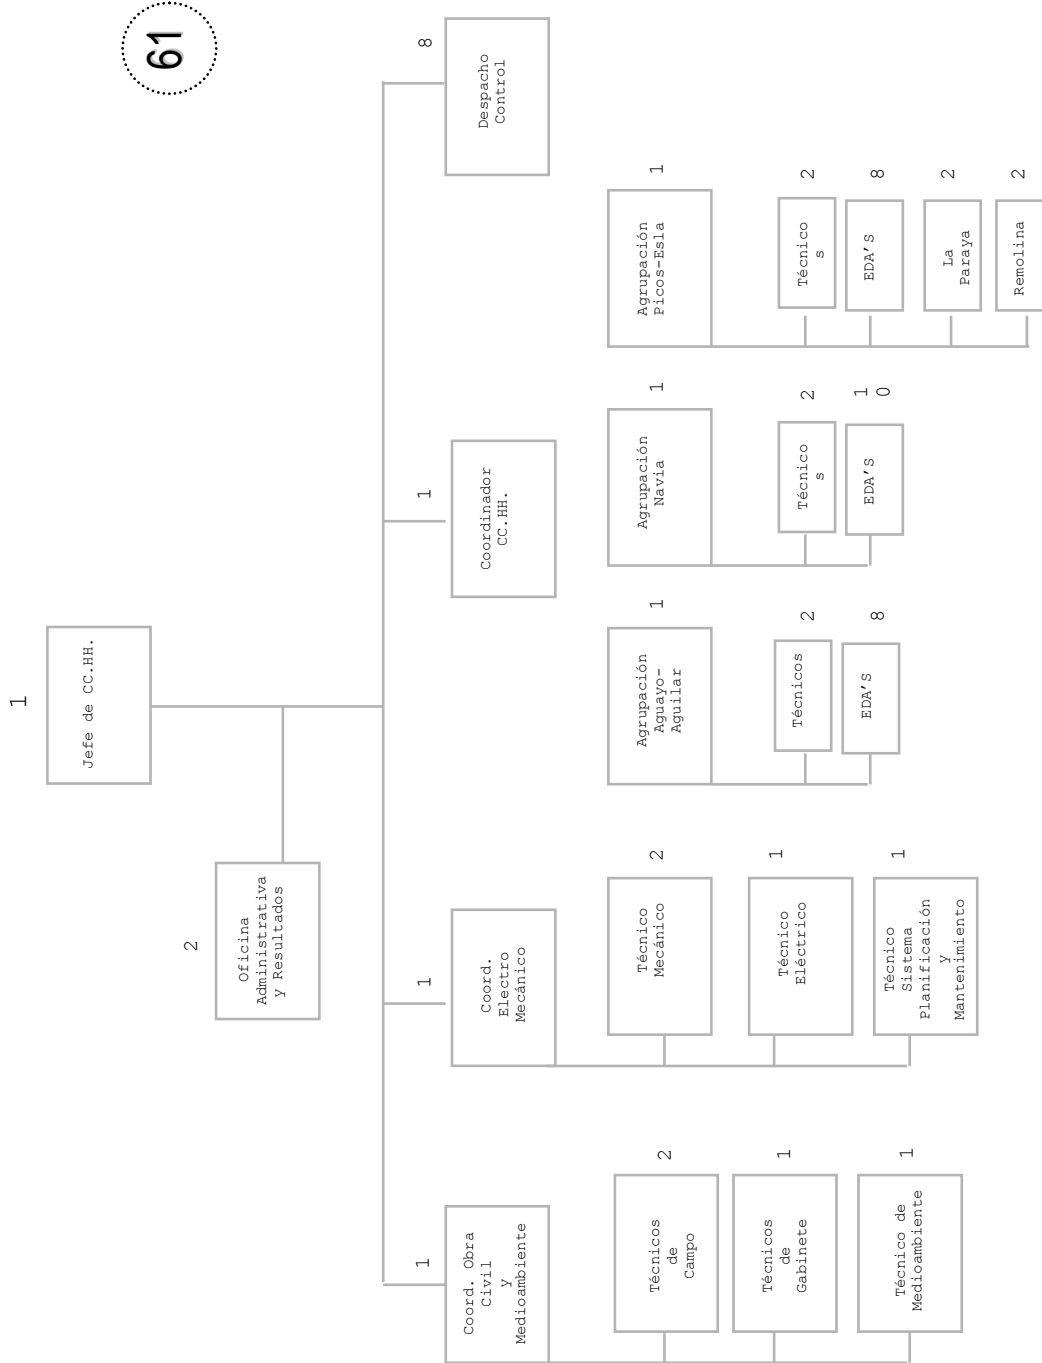 61
1
Jefe de CC.HH.
2
Oficina
Administrativa
y Resultados
1
Coord. Obra
Civil
y
Medioambiente
1
Coord.
Electro
Mecánico
1
Coordinador
CC.HH.
8
Despacho
Control
2
Técnicos
de
Campo
1
Técnicos
de
Gabinete
1
Técnico de
Medioambiente
2
Técnico
Mecánico
1
Técnico
Eléctrico
1
Técnico
Sistema
Planificación
y
Mantenimiento
1
Agrupación
Aguayo-
Aguilar
2
Técnicos
8
EDA'S
1
Agrupación
Navia
2
Técnico
s
1
0
EDA'S
1
Agrupación
Picos-Esla
2
Técnico
s
8
EDA'S
2
La
Paraya
2
Remolina